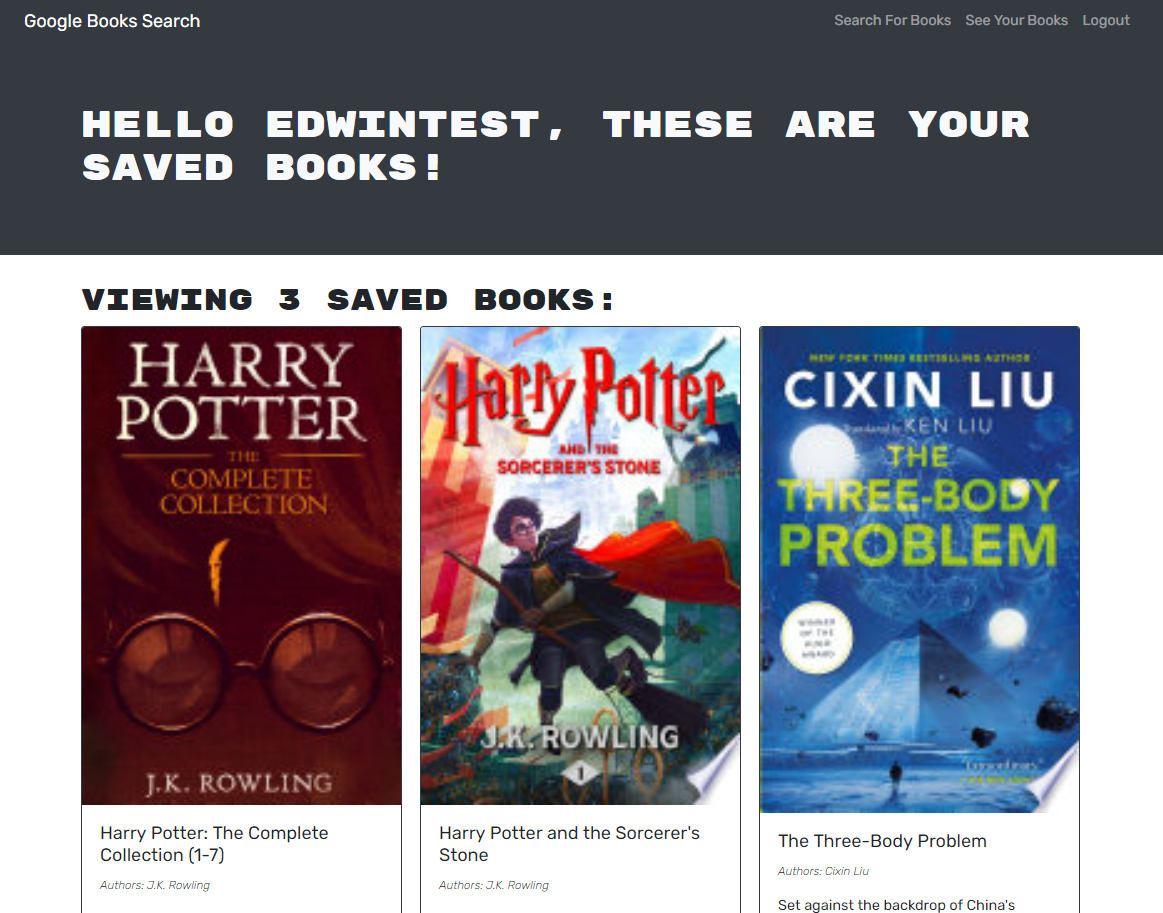 Google Books Search
Search For Books See Your Books Logout
HELLO EDWINTEST, THESE ARE YOUR
SAVED BOOKS!
VIEWING 3 SAVED BOOKS:
HARRY
POTTER
THE
COMPLETE
COLLECTION
J.K. ROWLING
Harry Potter: The Complete
Collection (1-7)
Authors: J.K. Rowling
Harry Potter
AND THE
SORCERER'S STONE
J.K. ROWLING
1
Harry Potter and the Sorcerer's
Stone
Authors: J.K. Rowling
NEW YORK TIMES BESTSELLING AUTHOR
CIXIN LIU
Translated by KEN LIU
THE
THREE-BODY
PROBLEM
WINNER
OF THE
HUGO
AWARD
The Three-Body Problem
Authors: Cixin Liu
Set against the backdrop of China's